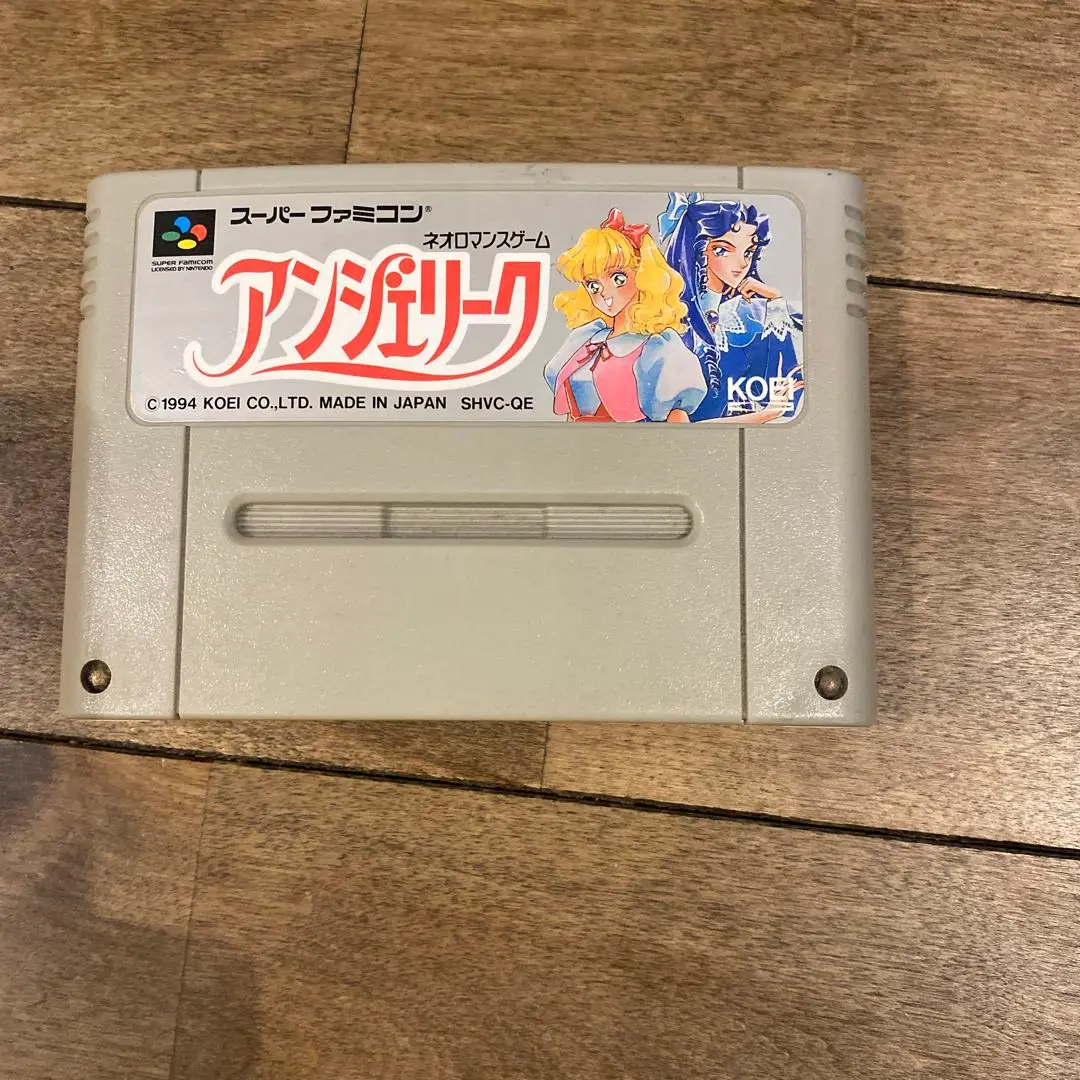 スーパーファミコン®
SUPER FAMICOM
LICENSED BY NINTENDO
ネオロマンスゲーム
アンジェリーク
KOEI
©1994 KOEI CO.,LTD. MADE IN JAPAN SHVC-QE